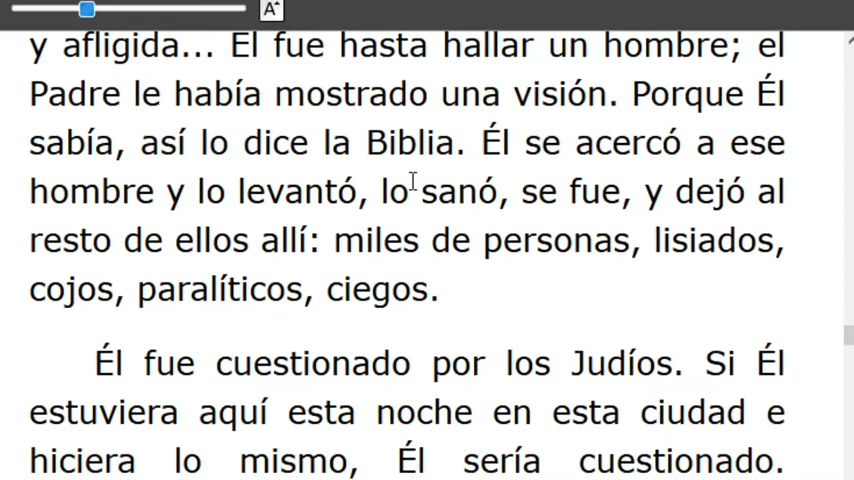 A
y afligida... Él fue hasta hallar un hombre; el
Padre le había mostrado una visión. Porque Él
sabía, así lo dice la Biblia. Él se acercó a ese
hombre y lo levantó, lo sanó, se fue, y dejó al
resto de ellos allí: miles de personas, lisiados,
cojos, paralíticos, ciegos.
Él fue cuestionado por los Judíos. Si Él
estuviera aquí esta noche en esta ciudad e
hiciera lo mismo, Él sería cuestionado.